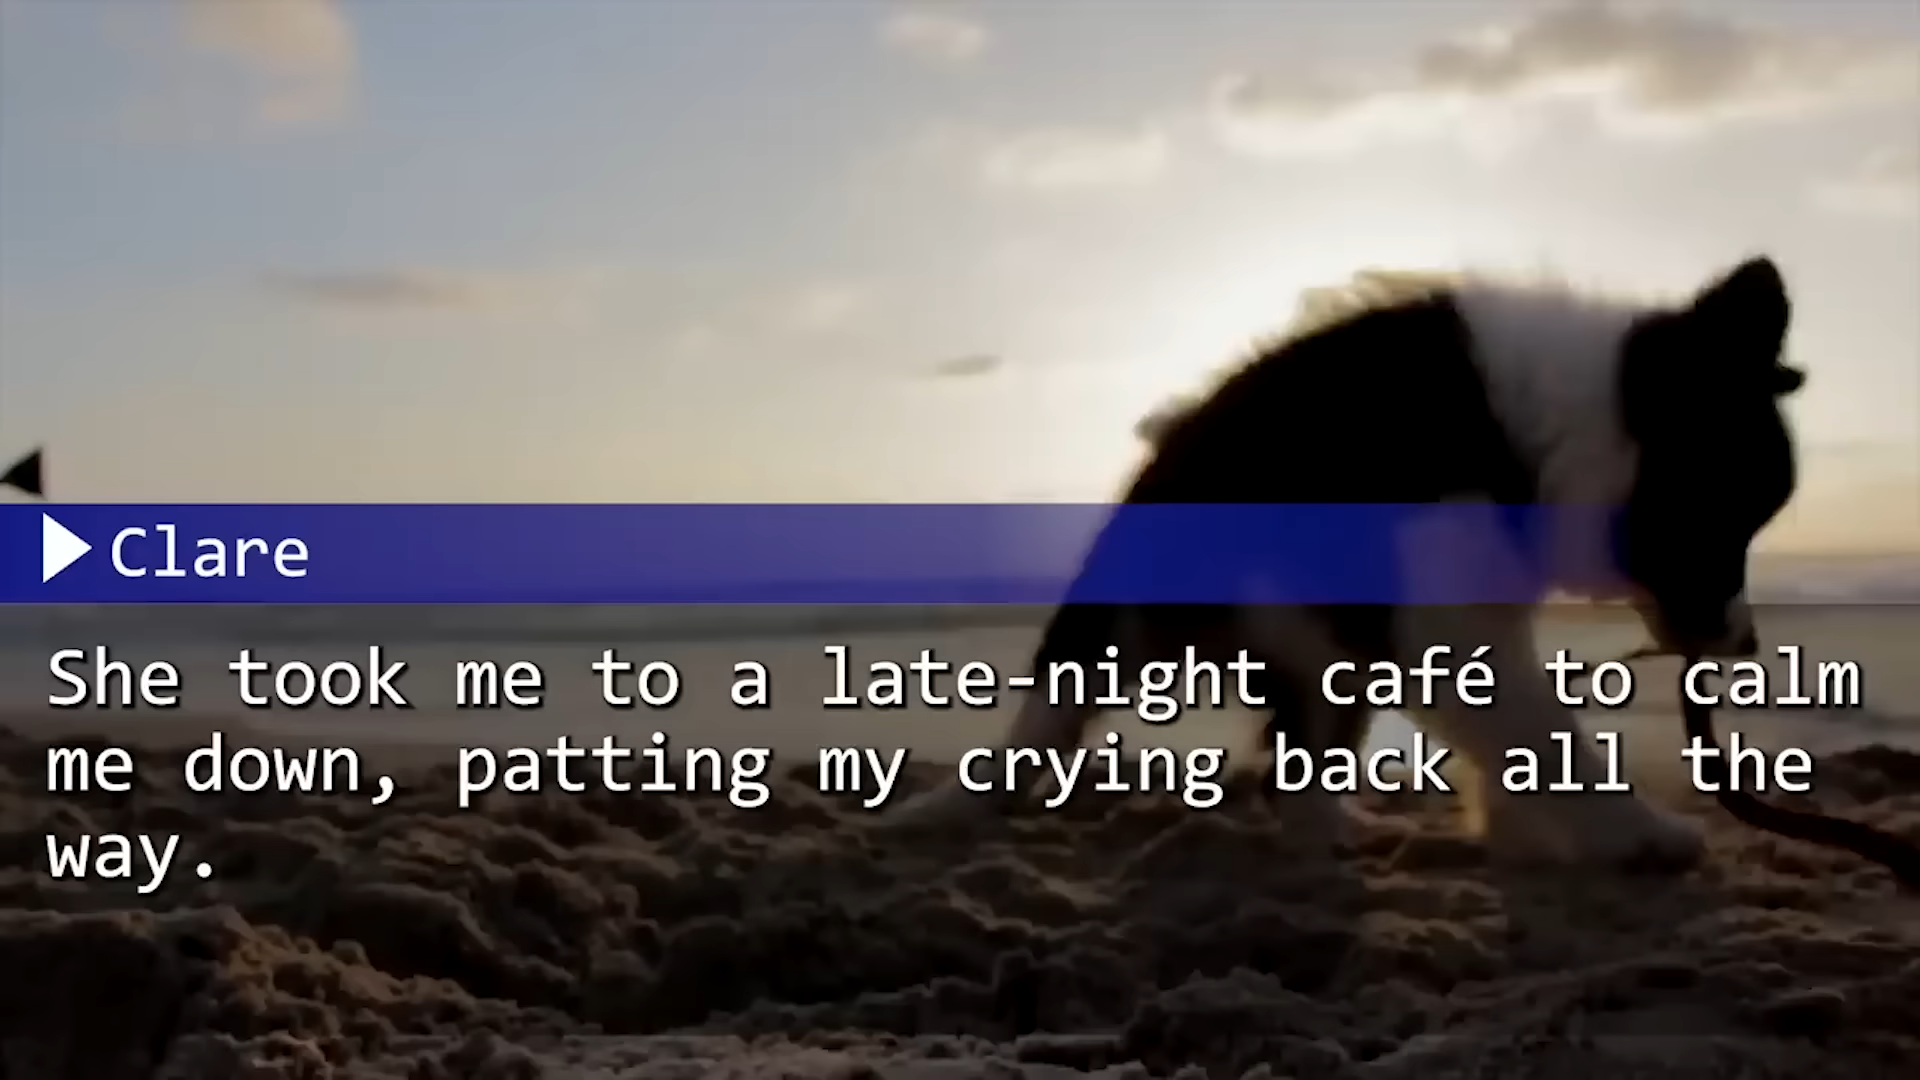 Clare
She took me to a late-night café to calm
me down, patting my crying back all the
way.